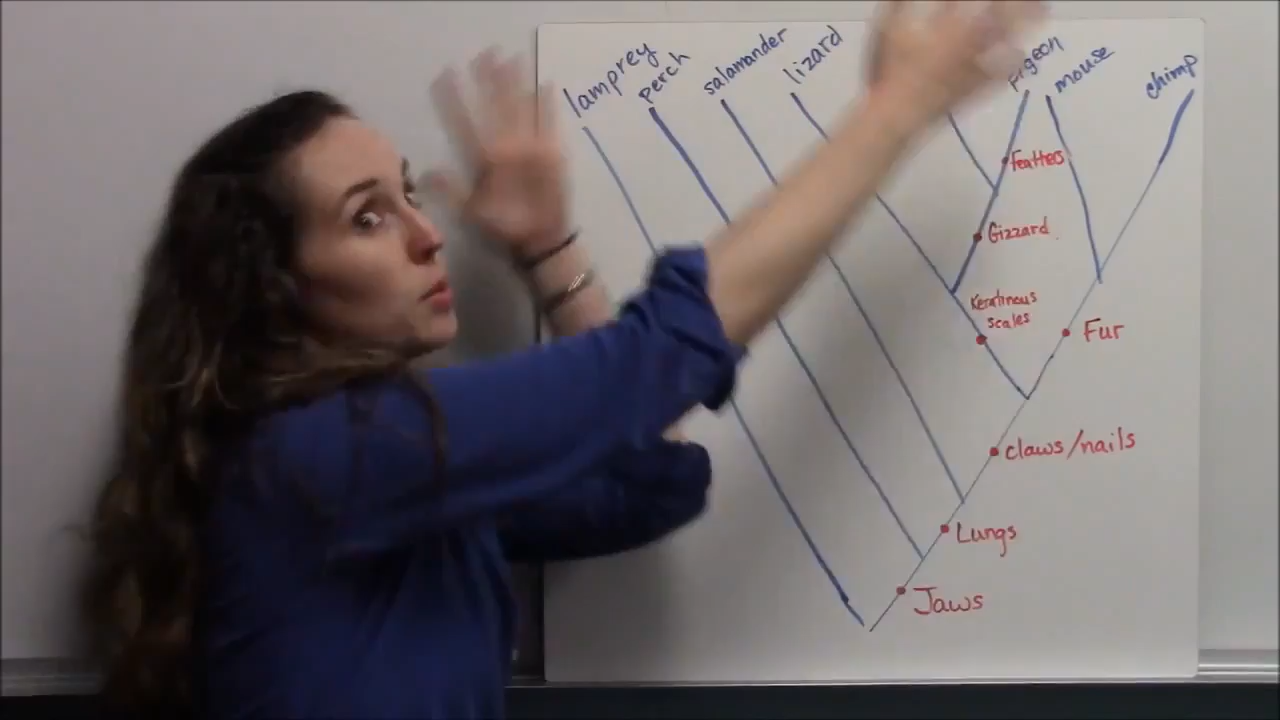 lamprey
perch
salamander
lizard
pigeon
mouse
chimp
Feathers
Gizzard
Keratinous
scales
Fur
claws/nails
Lungs
Jaws